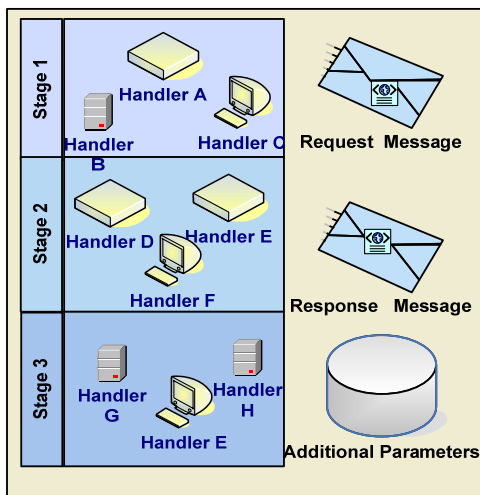 Stage 1
Handler A
Handler
B
Handler C
Request Message
Stage 2
Handler D
Handler E
Handler F
Response Message
Stage 3
Handler
G
Handler
H
Handler E
Additional Parameters